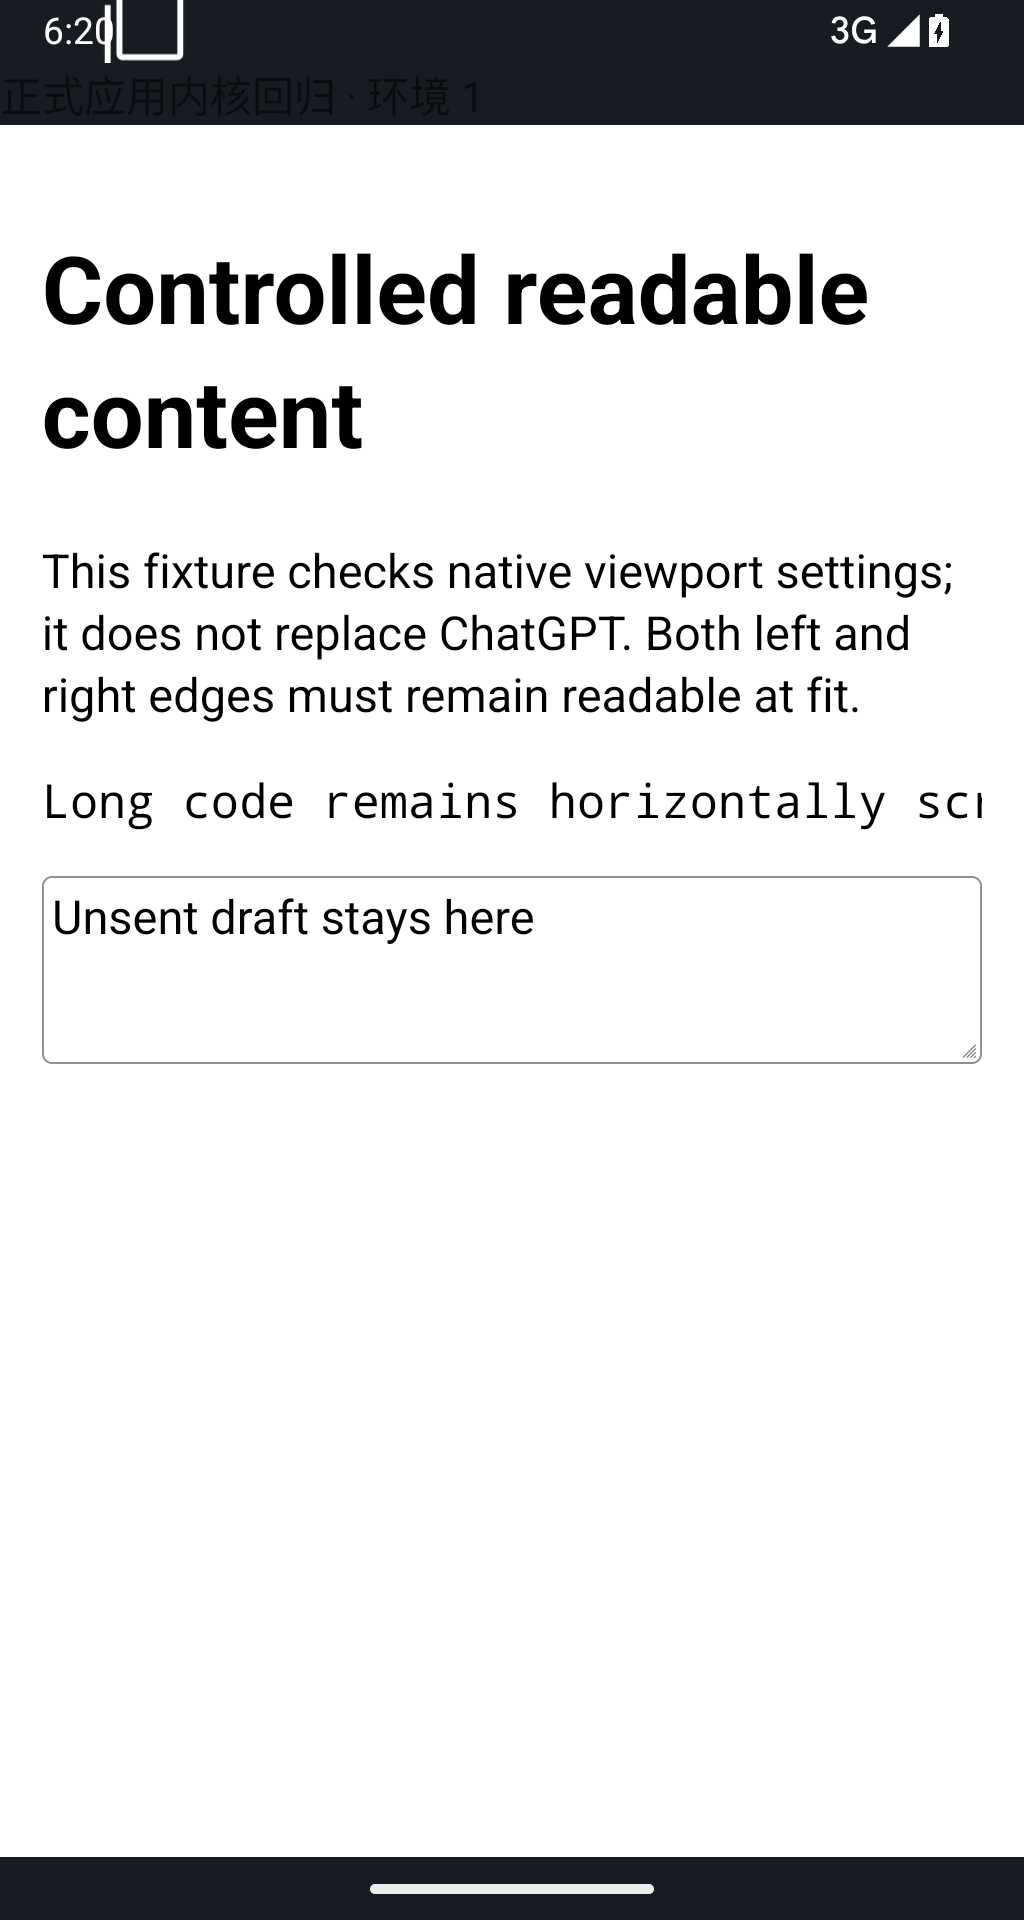 6:20
3G
正式应用内核回归 · 环境 1
Controlled readable
content
This fixture checks native viewport settings;
it does not replace ChatGPT. Both left and
right edges must remain readable at fit.
Long code remains horizontally scr
Unsent draft stays here